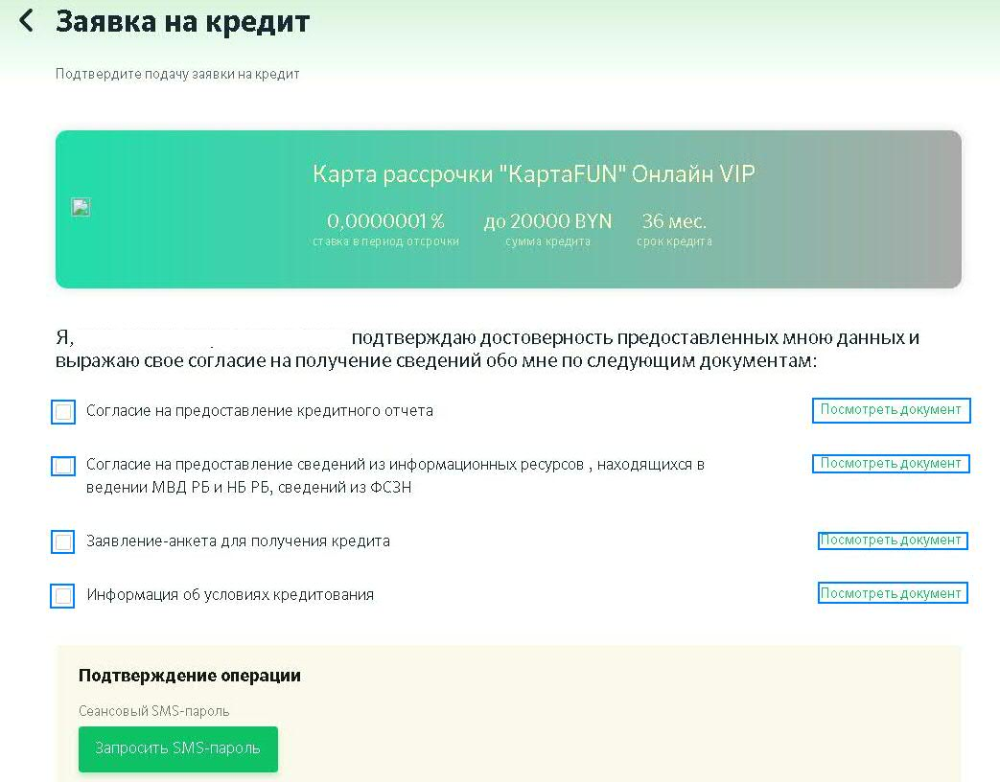 Заявка на кредит
Подтвердите подачу заявки на кредит
Карта рассрочки "КартаFUN" Онлайн VIP
0,0000001 % до 20000 BYN 36 мес.
ставка в период отсрочки сумма кредита срок кредита
Я, подтверждаю достоверность предоставленных мною данных и
выражаю свое согласие на получение сведений обо мне по следующим документам:
Согласие на предоставление кредитного отчета Посмотреть документ
Согласие на предоставление сведений из информационных ресурсов , находящихся в Посмотреть документ
ведении МВД РБ и НБ РБ, сведений из ФСЗН
Заявление-анкета для получения кредита Посмотреть документ
Информация об условиях кредитования Посмотреть документ
Подтверждение операции
Сеансовый SMS-пароль
Запросить SMS-пароль